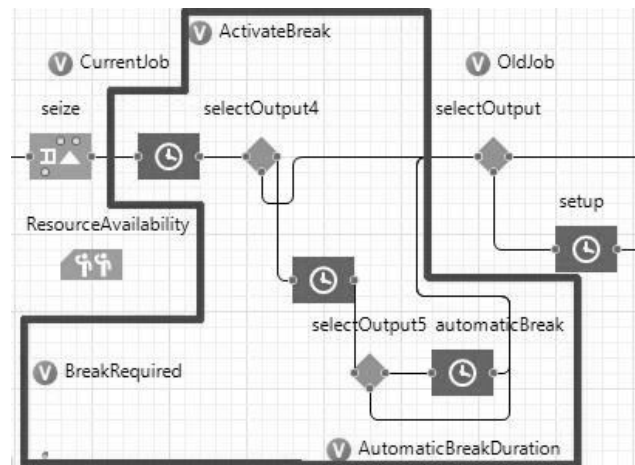 V ActivateBreak
V CurrentJob
V OldJob
seize
selectOutput4
selectOutput
setup
ResourceAvailability
selectOutput5 automaticBreak
V BreakRequired
V AutomaticBreakDuration